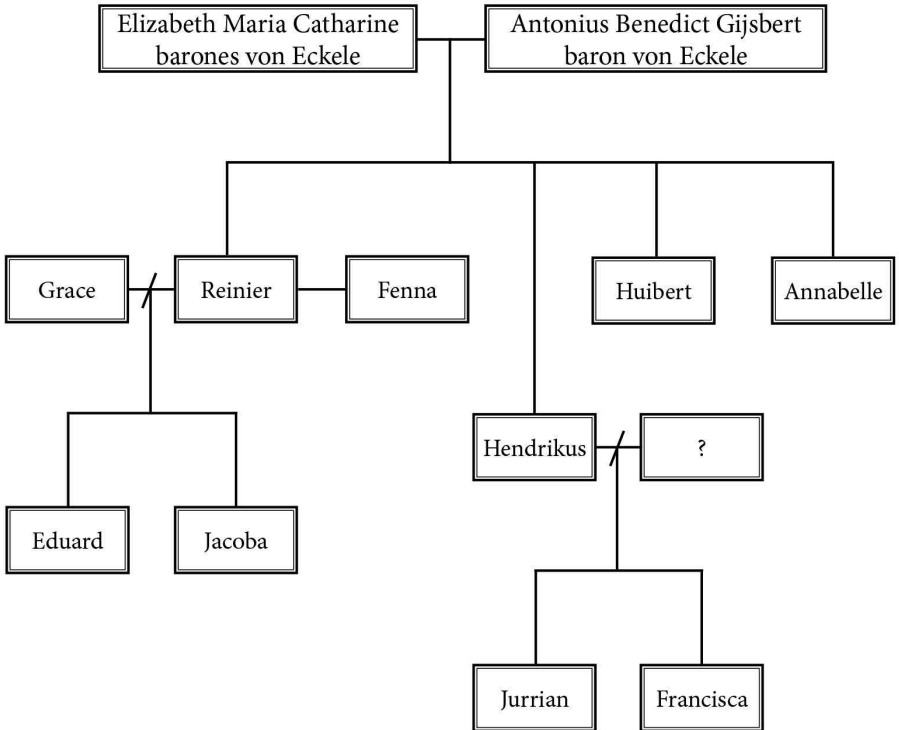 Elizabeth Maria Catharine
barones von Eckele
Antonius Benedict Gijsbert
baron von Eckele
Grace
Reinier
Fenna
Huibert
Annabelle
Hendrikus
?
Eduard
Jacoba
Jurrian
Francisca